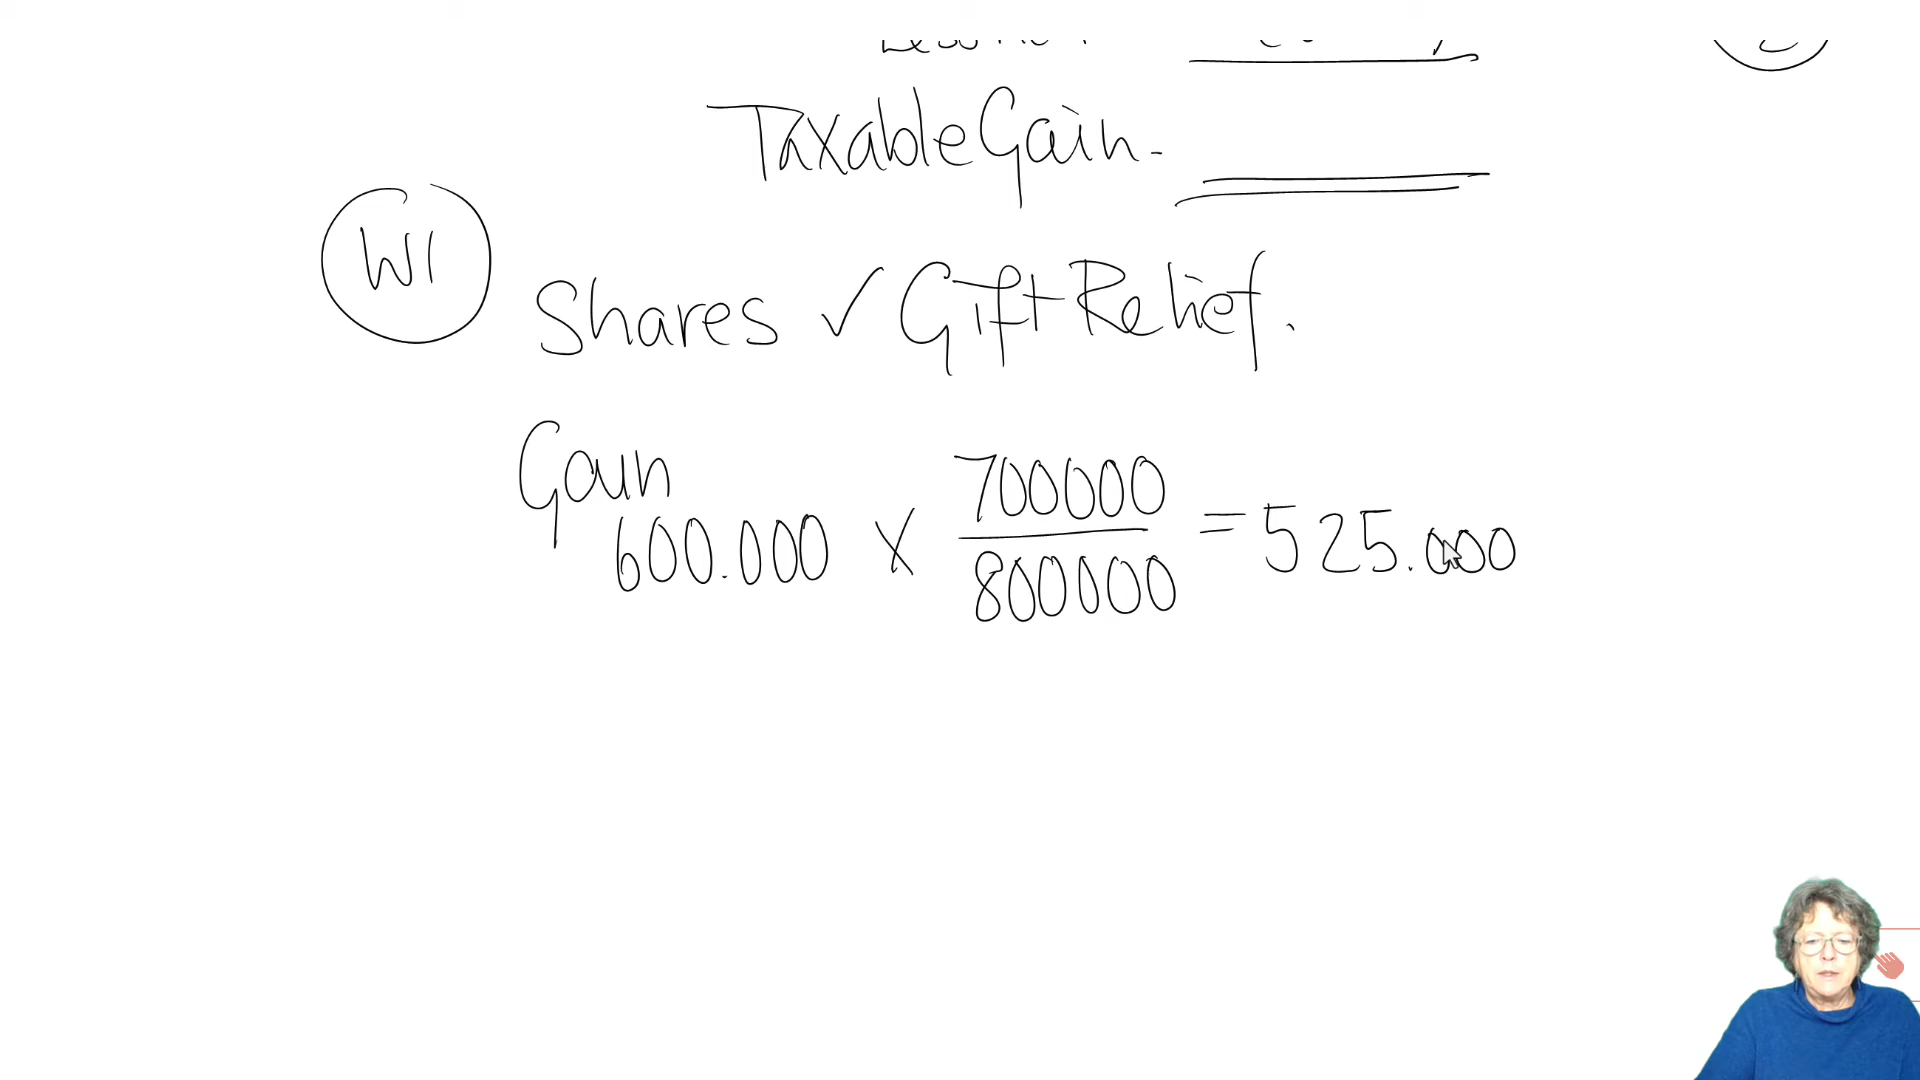 Taxable Gain -
W1
Shares ✓ Gift Relief.
Gain
600.000 x 700000 / 800000 = 525.000